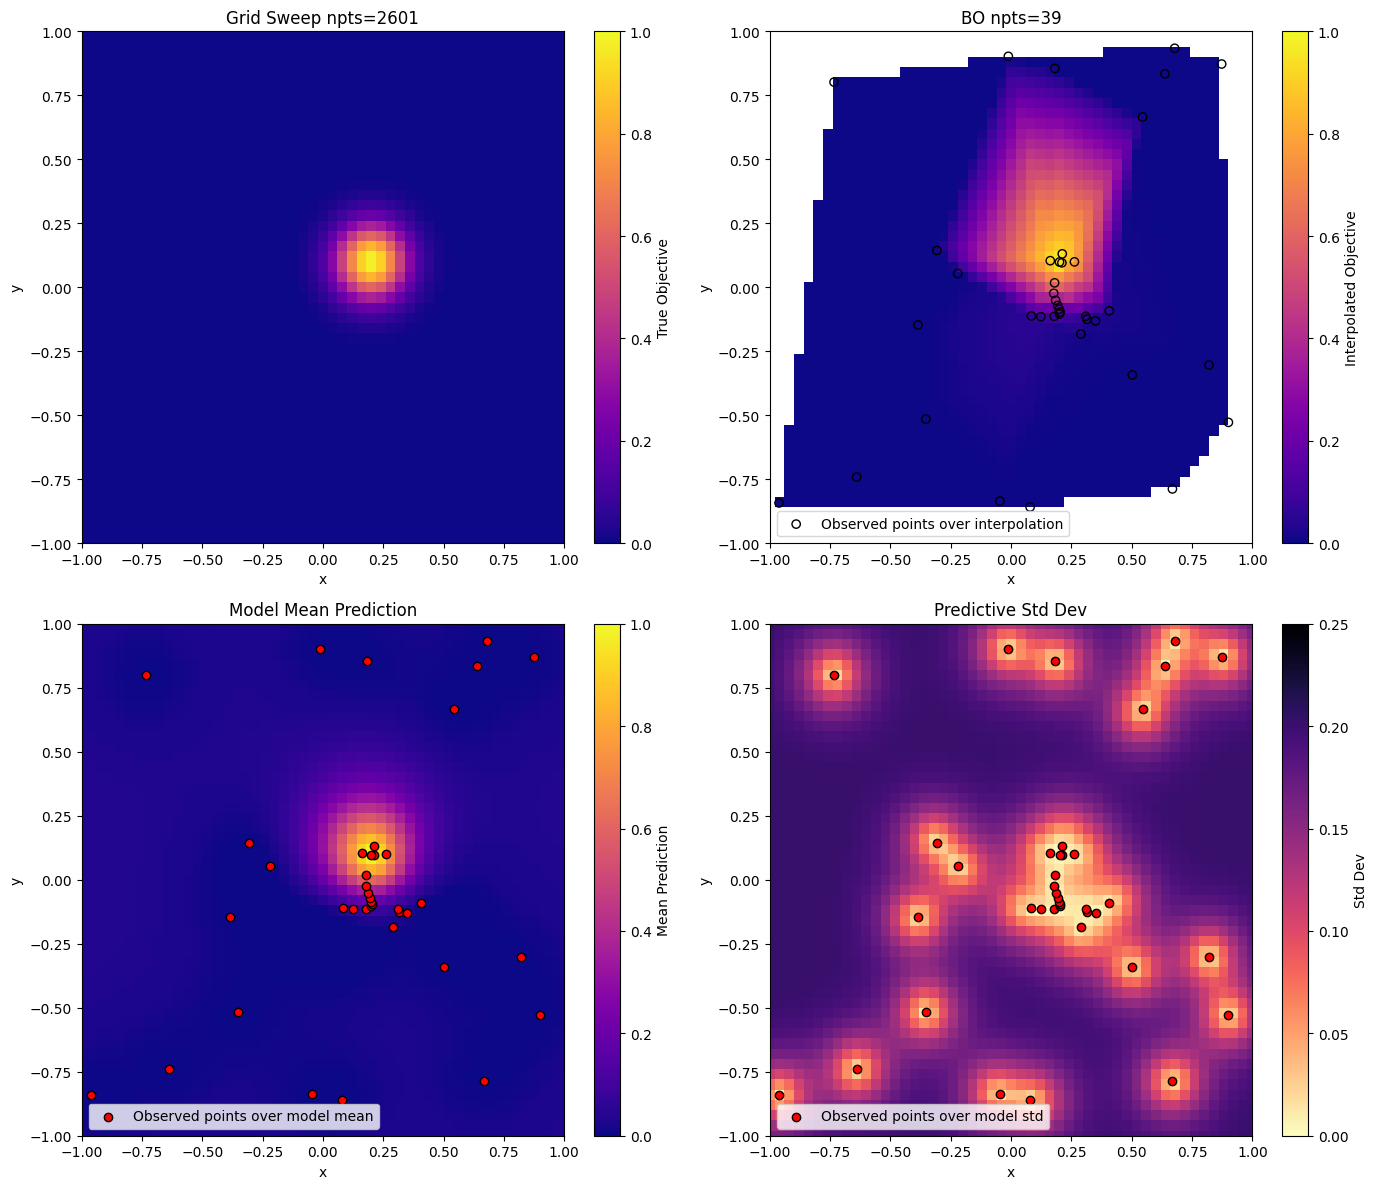 Grid Sweep npts=2601
1.00
0.75
0.50
0.25
0.00
−0.25
−0.50
−0.75
−1.00
y
−1.00 −0.75 −0.50 −0.25 0.00 0.25 0.50 0.75 1.00
x
1.0
0.8
0.6
0.4
0.2
0.0
True Objective
BO npts=39
1.00
0.75
0.50
0.25
0.00
−0.25
−0.50
−0.75
−1.00
y
Observed points over interpolation
−1.00 −0.75 −0.50 −0.25 0.00 0.25 0.50 0.75 1.00
x
1.0
0.8
0.6
0.4
0.2
0.0
Interpolated Objective
Model Mean Prediction
1.00
0.75
0.50
0.25
0.00
−0.25
−0.50
−0.75
−1.00
y
Observed points over model mean
−1.00 −0.75 −0.50 −0.25 0.00 0.25 0.50 0.75 1.00
x
1.0
0.8
0.6
0.4
0.2
0.0
Mean Prediction
Predictive Std Dev
1.00
0.75
0.50
0.25
0.00
−0.25
−0.50
−0.75
−1.00
y
Observed points over model std
−1.00 −0.75 −0.50 −0.25 0.00 0.25 0.50 0.75 1.00
x
0.25
0.20
0.15
0.10
0.05
0.00
Std Dev